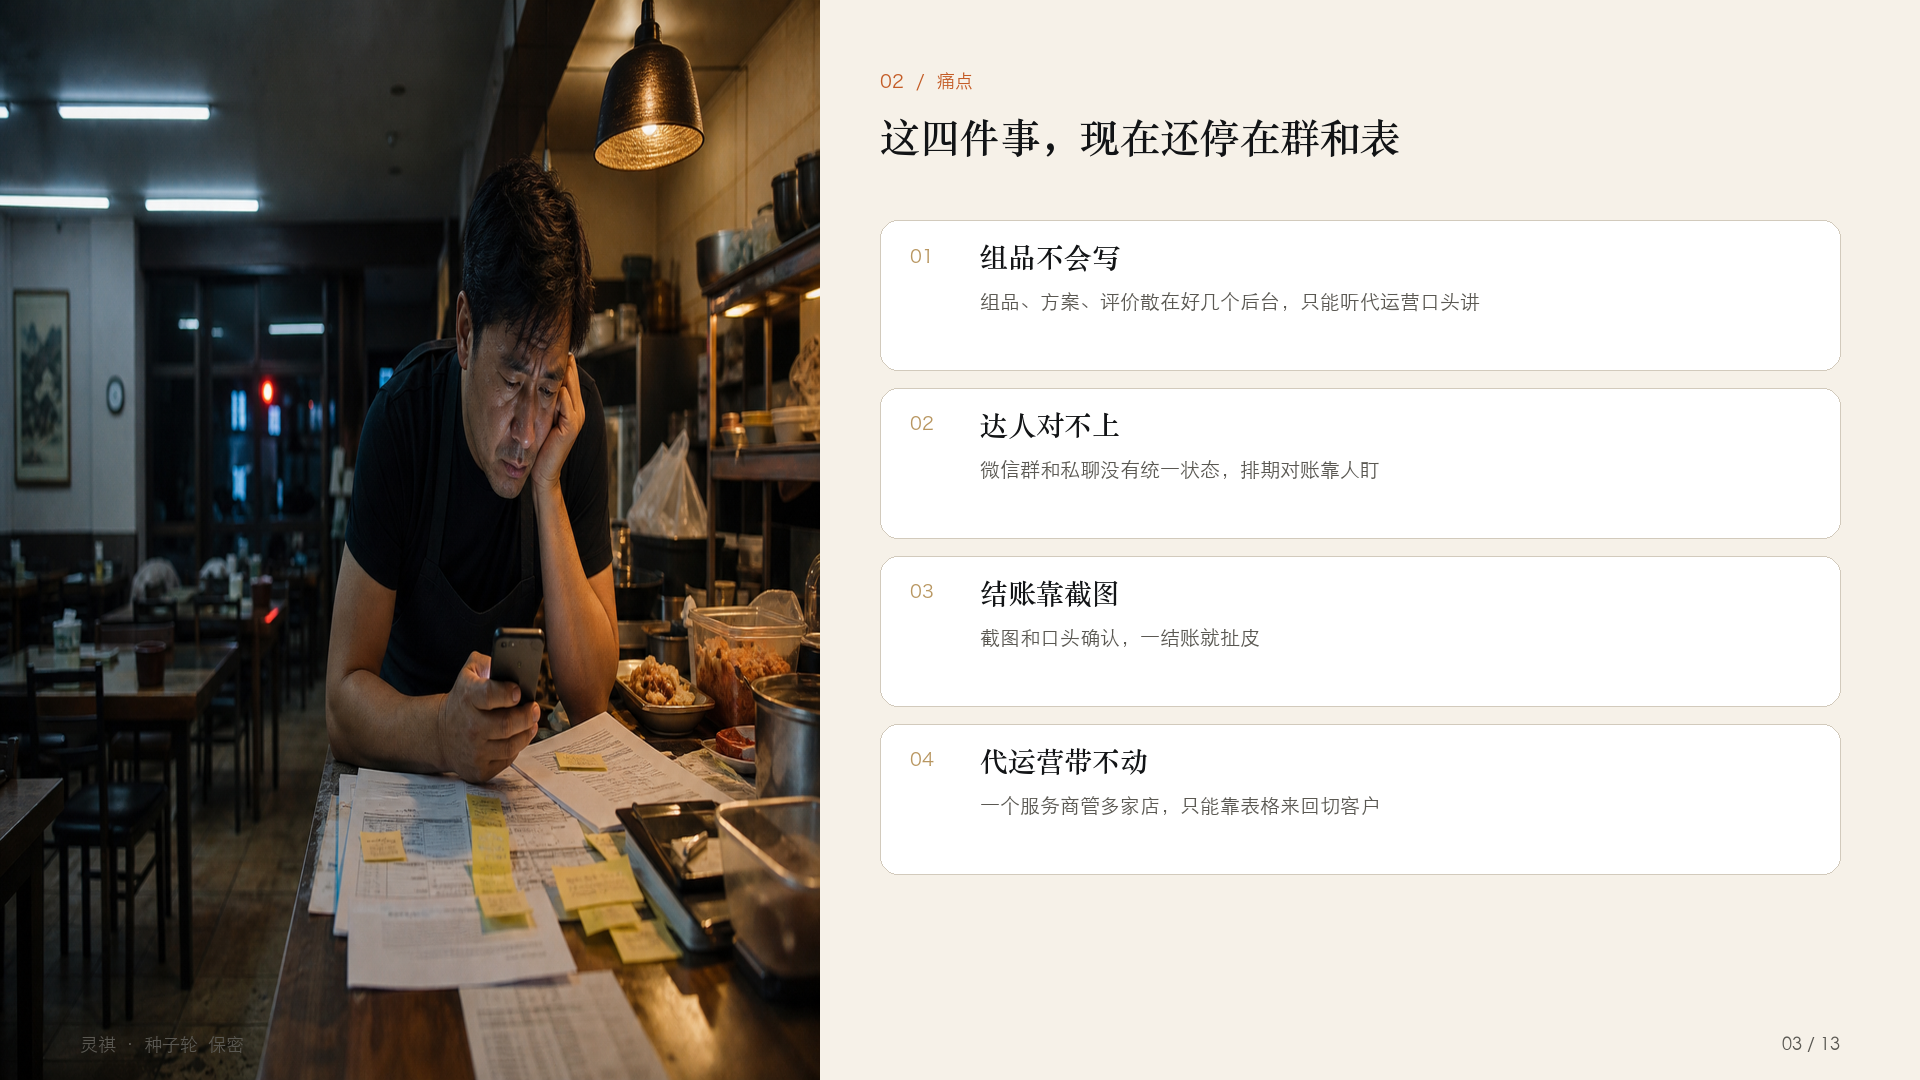 02 / 痛点
这四件事，现在还停在群和表
01
组品不会写
组品、方案、评价散在好几个后台，只能听代运营口头讲
02
达人对不上
微信群和私聊没有统一状态，排期对账靠人盯
03
结账靠截图
截图和口头确认，一结账就扯皮
04
代运营带不动
一个服务商管多家店，只能靠表格来回切客户
灵祺 · 种子轮 保密
03 / 13